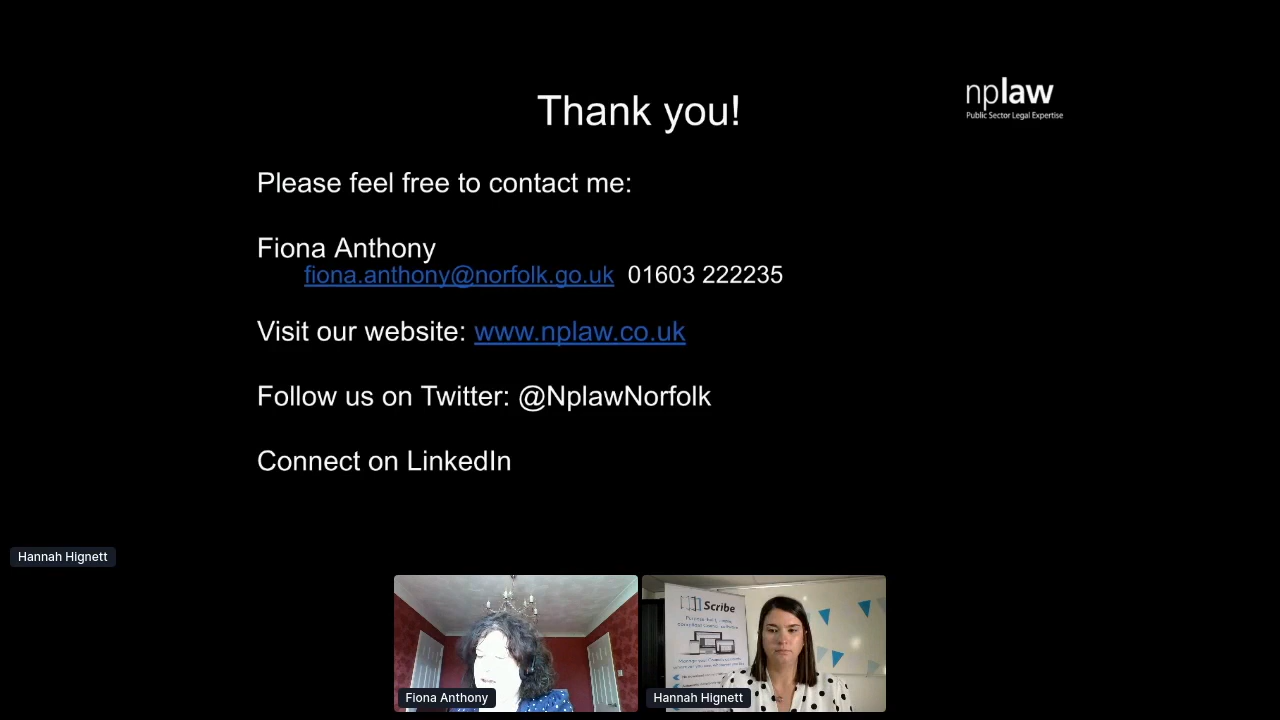 Thank you!
nplaw
Public Sector Legal Expertise
Please feel free to contact me:
Fiona Anthony
fiona.anthony@norfolk.go.uk 01603 222235
Visit our website: www.nplaw.co.uk
Follow us on Twitter: @NplawNorfolk
Connect on LinkedIn
Hannah Hignett
Scribe
Fiona Anthony
Hannah Hignett